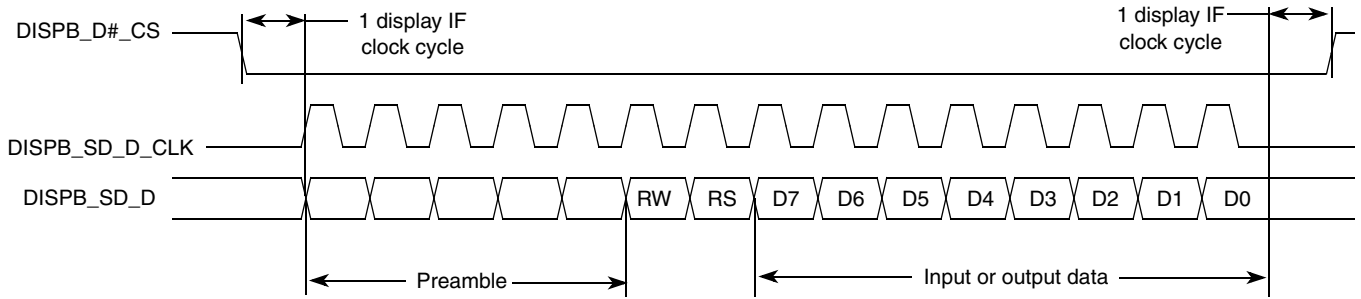 DISPB_D#_CS
1 display IF
clock cycle
1 display IF
clock cycle
DISPB_SD_D_CLK
DISPB_SD_D
RW RS D7 D6 D5 D4 D3 D2 D1 D0
Preamble
Input or output data